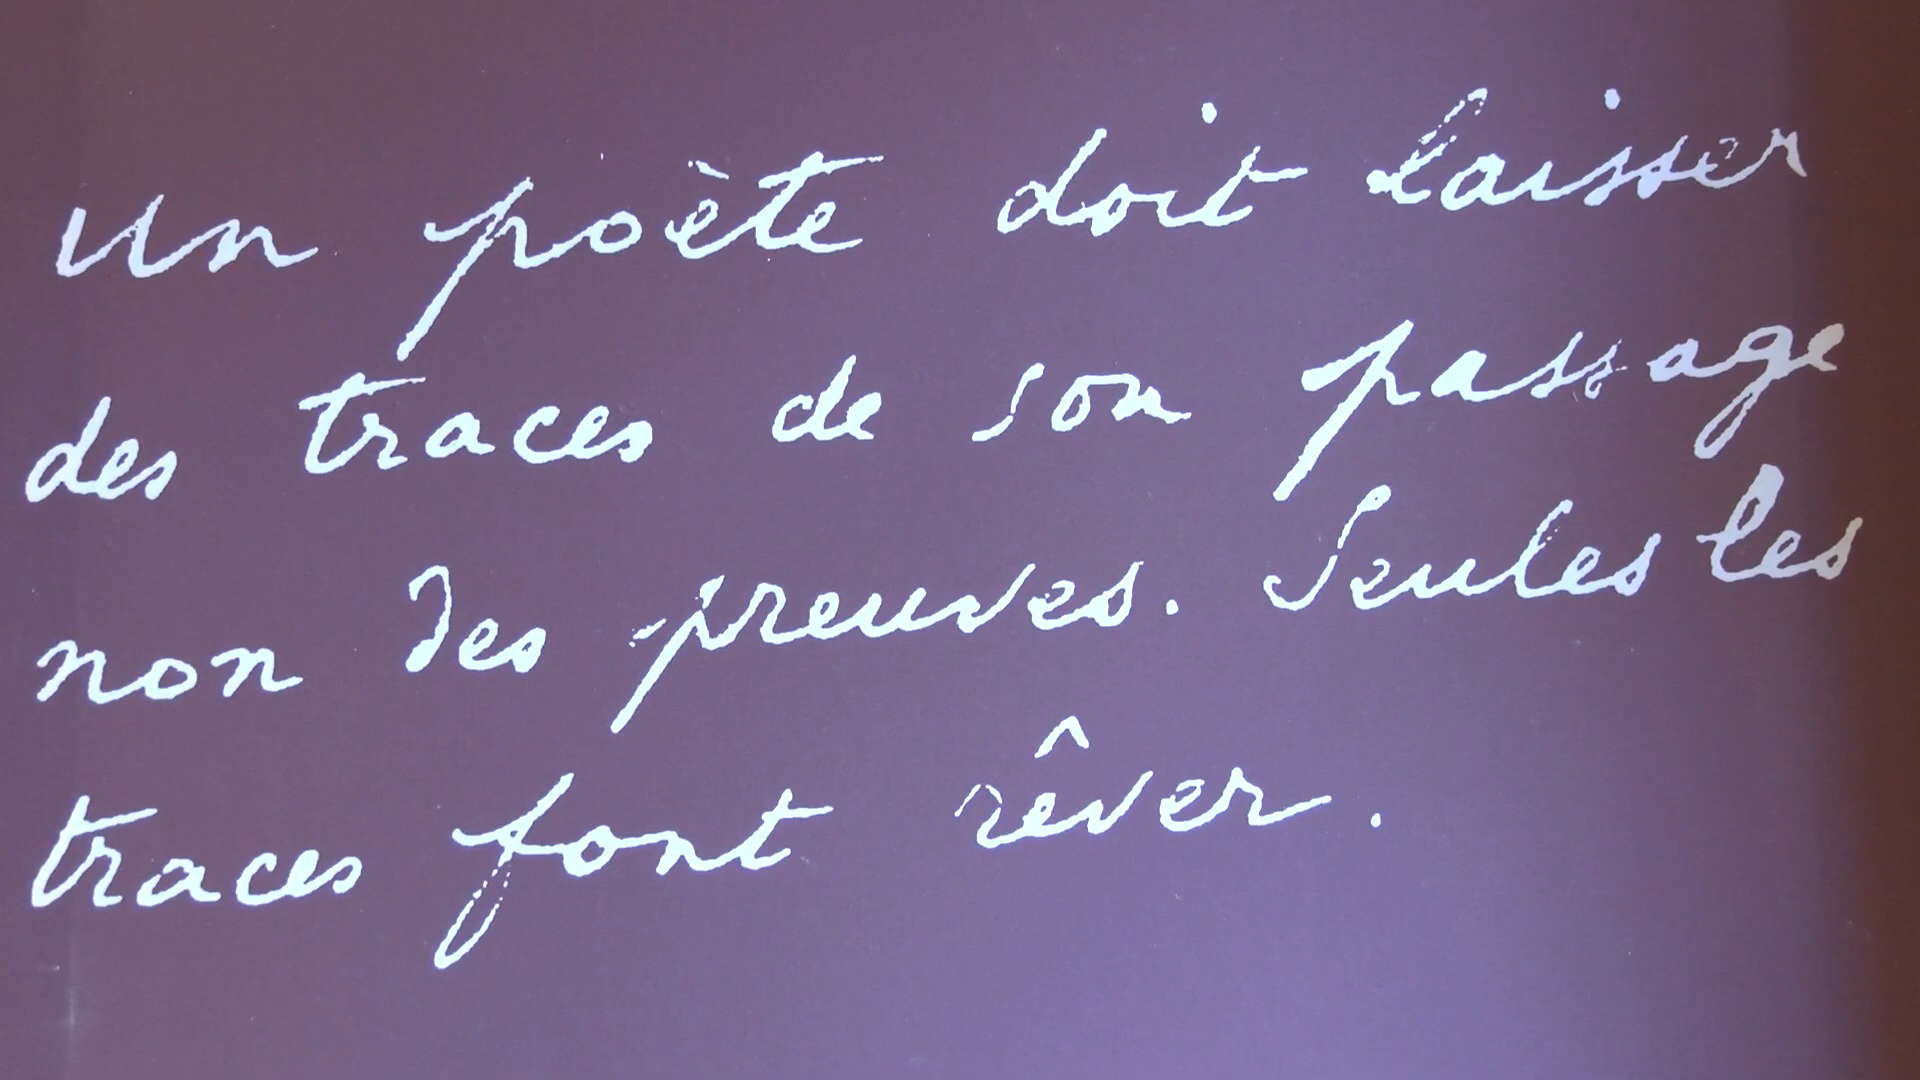 Un poète doit laisser
des traces de son passage
non des preuves. Seules les
traces font rêver.